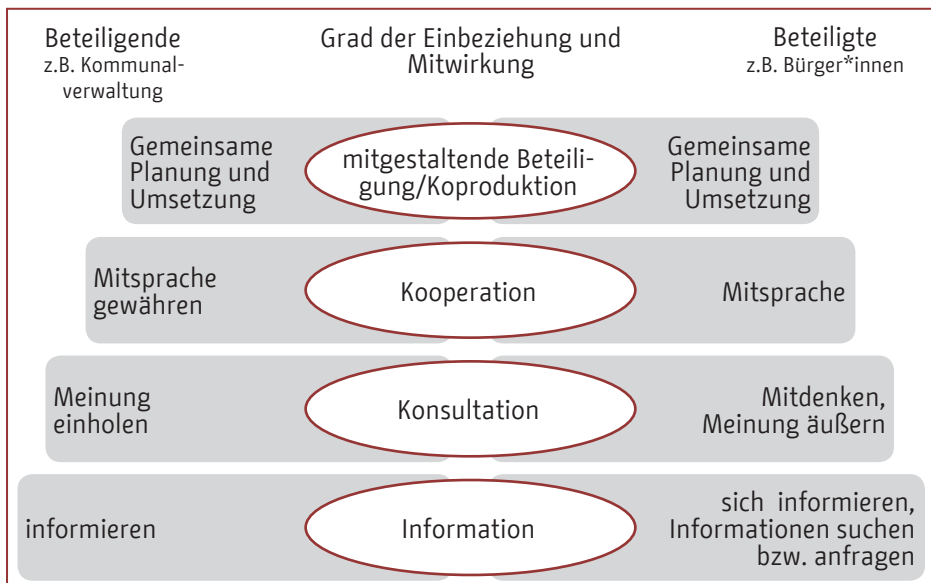 Beteiligende
z.B. Kommunal-
verwaltung
Grad der Einbeziehung und
Mitwirkung
Beteiligte
z.B. Bürger*innen
Gemeinsame
Planung und
Umsetzung
mitgestaltende Beteili-
gung/Koproduktion
Gemeinsame
Planung und
Umsetzung
Mitsprache
gewähren
Kooperation
Mitsprache
Meinung
einholen
Konsultation
Mitdenken,
Meinung äußern
informieren
Information
sich informieren,
Informationen suchen
bzw. anfragen